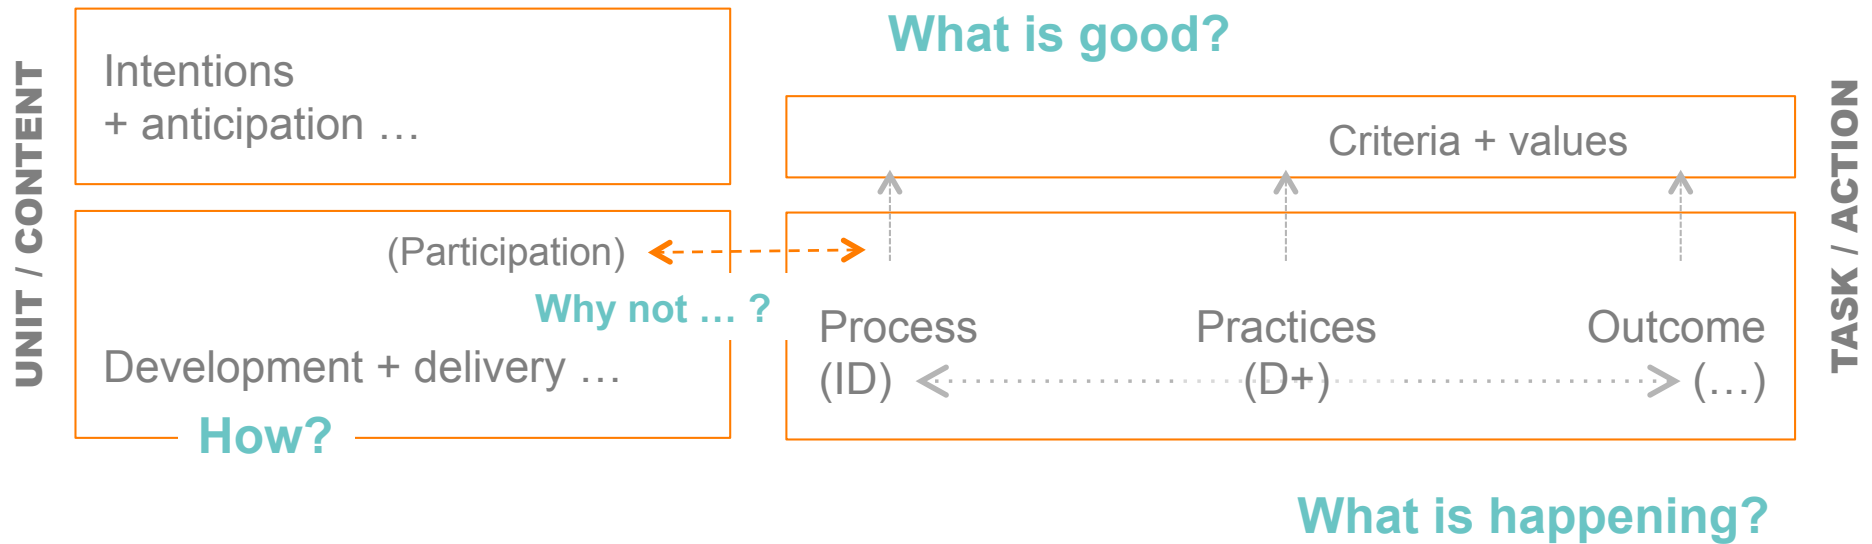 UNIT / CONTENT
Intentions
+ anticipation …
(Participation)
Why not … ?
Development + delivery …
How?
What is good?
Criteria + values
Process
(ID)
Practices
(D+)
Outcome
(…)
What is happening?
TASK / ACTION